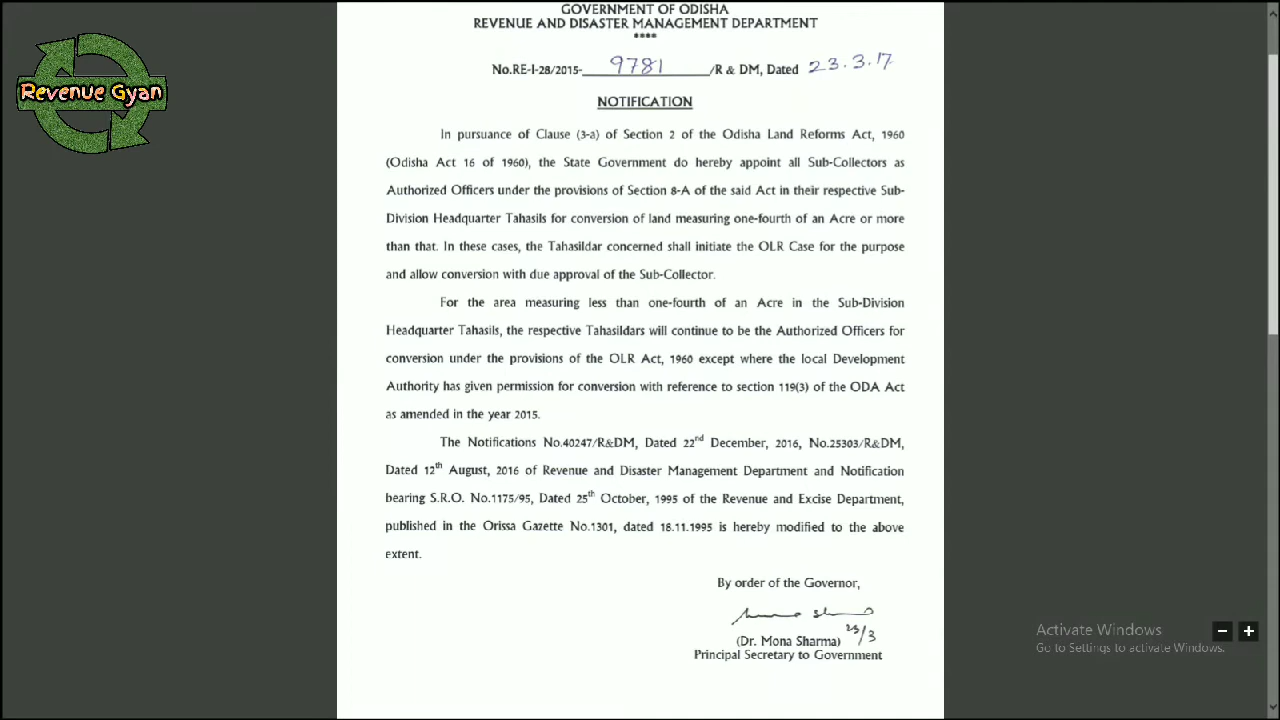 GOVERNMENT OF ODISHA
REVENUE AND DISASTER MANAGEMENT DEPARTMENT
****
No.RE-I-28/2015- 9781 /R & DM, Dated 23.3.17
Revenue Gyan
NOTIFICATION
In pursuance of Clause (3-a) of Section 2 of the Odisha Land Reforms Act, 1960
(Odisha Act 16 of 1960), the State Government do hereby appoint all Sub-Collectors as
Authorized Officers under the provisions of Section 8-A of the said Act in their respective Sub-
Division Headquarter Tahasils for conversion of land measuring one-fourth of an Acre or more
than that. In these cases, the Tahasildar concerned shall initiate the OLR Case for the purpose
and allow conversion with due approval of the Sub-Collector.
For the area measuring less than one-fourth of an Acre in the Sub-Division
Headquarter Tahasils, the respective Tahasildars will continue to be the Authorized Officers for
conversion under the provisions of the OLR Act, 1960 except where the local Development
Authority has given permission for conversion with reference to section 119(3) of the ODA Act
as amended in the year 2015.
The Notifications No.40247/R&DM, Dated 22nd December, 2016, No.25303/R&DM,
Dated 12th August, 2016 of Revenue and Disaster Management Department and Notification
bearing S.R.O. No.1175/95, Dated 25th October, 1995 of the Revenue and Excise Department,
published in the Orissa Gazette No.1301, dated 18.11.1995 is hereby modified to the above
extent.
By order of the Governor,
23/3
(Dr. Mona Sharma)
Principal Secretary to Government
Activate Windows
Go to Settings to activate Windows.